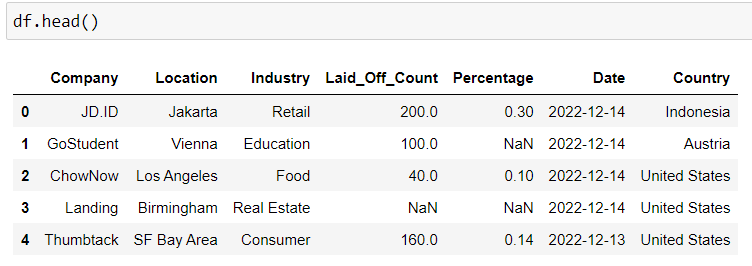 df.head()
Company Location Industry Laid_Off_Count Percentage Date Country
0 JD.ID Jakarta Retail 200.0 0.30 2022-12-14 Indonesia
1 GoStudent Vienna Education 100.0 NaN 2022-12-14 Austria
2 ChowNow Los Angeles Food 40.0 0.10 2022-12-14 United States
3 Landing Birmingham Real Estate NaN NaN 2022-12-14 United States
4 Thumbtack SF Bay Area Consumer 160.0 0.14 2022-12-13 United States